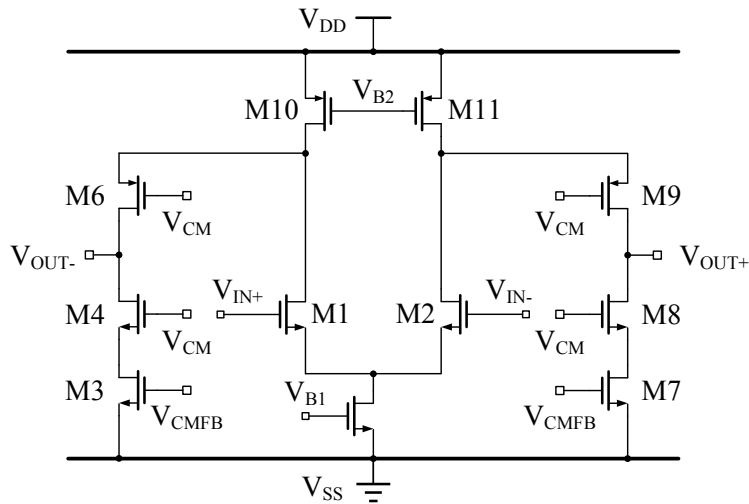 VDD
M10
VB2
M11
M6
VCM
M9
VCM
VOUT-
VOUT+
M4
VCM
VIN+
M1
M2
VIN-
M8
VCM
M3
VCMFB
VB1
M7
VCMFB
VSS